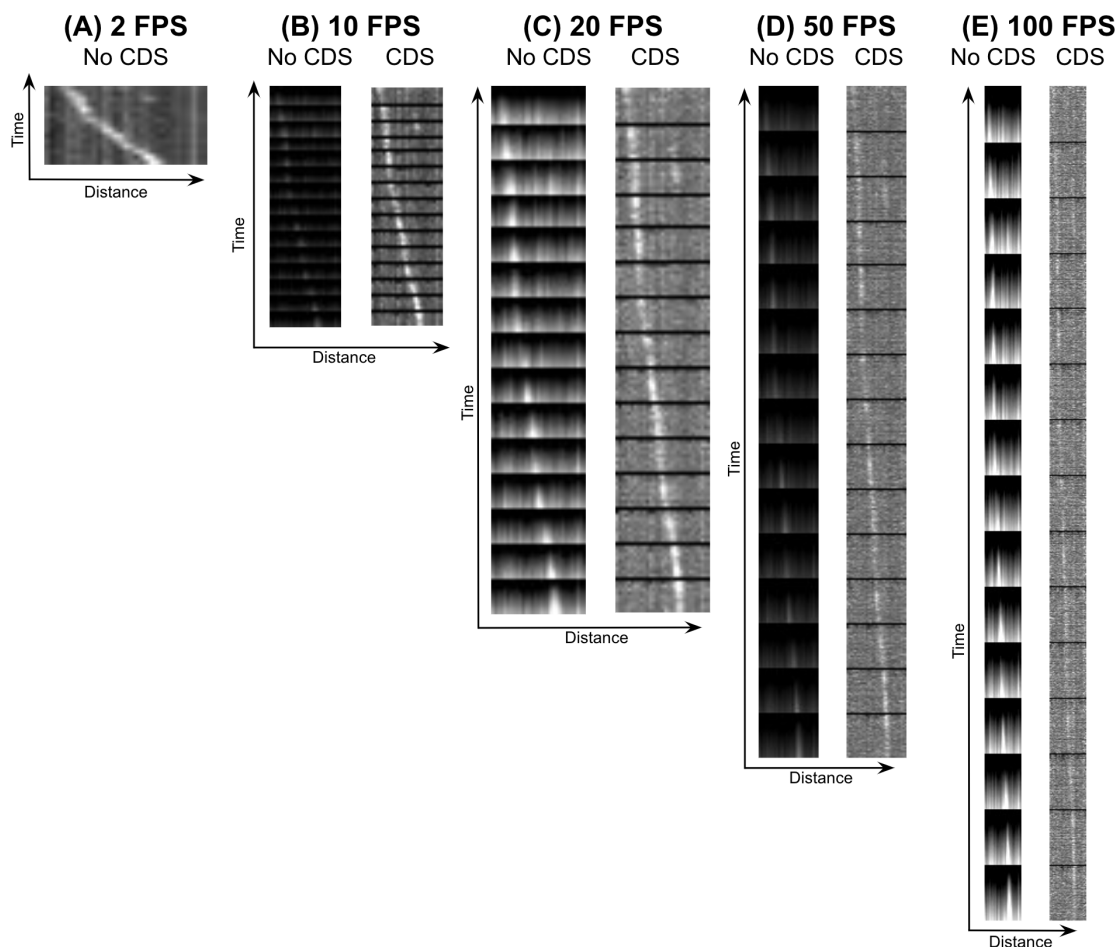 (A) 2 FPS
No CDS
Time
Distance
(B) 10 FPS
No CDS CDS
Time
Distance
(C) 20 FPS
No CDS CDS
Time
Distance
(D) 50 FPS
No CDS CDS
Time
Distance
(E) 100 FPS
No CDS CDS
Time
Distance